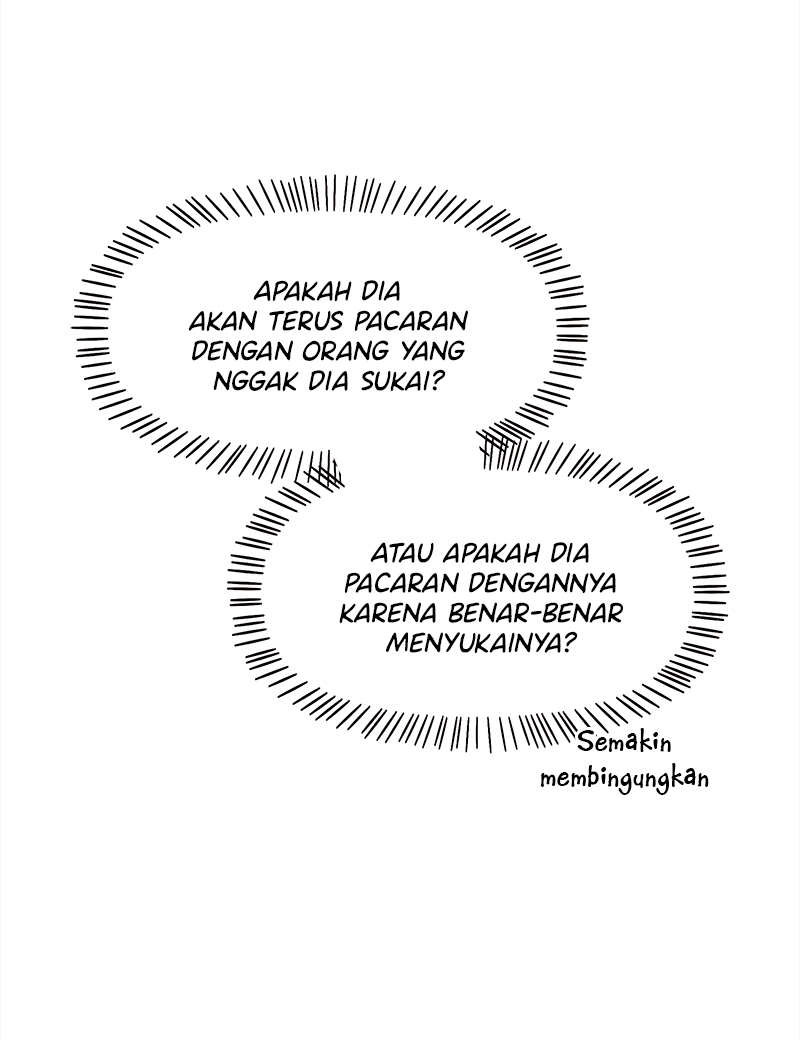 APAKAH DIA
AKAN TERUS PACARAN
DENGAN ORANG YANG
NGGAK DIA SUKAI?
ATAU APAKAH DIA
PACARAN DENGANNYA
KARENA BENAR-BENAR
MENYUKAINYA?
Semakin
membingungkan